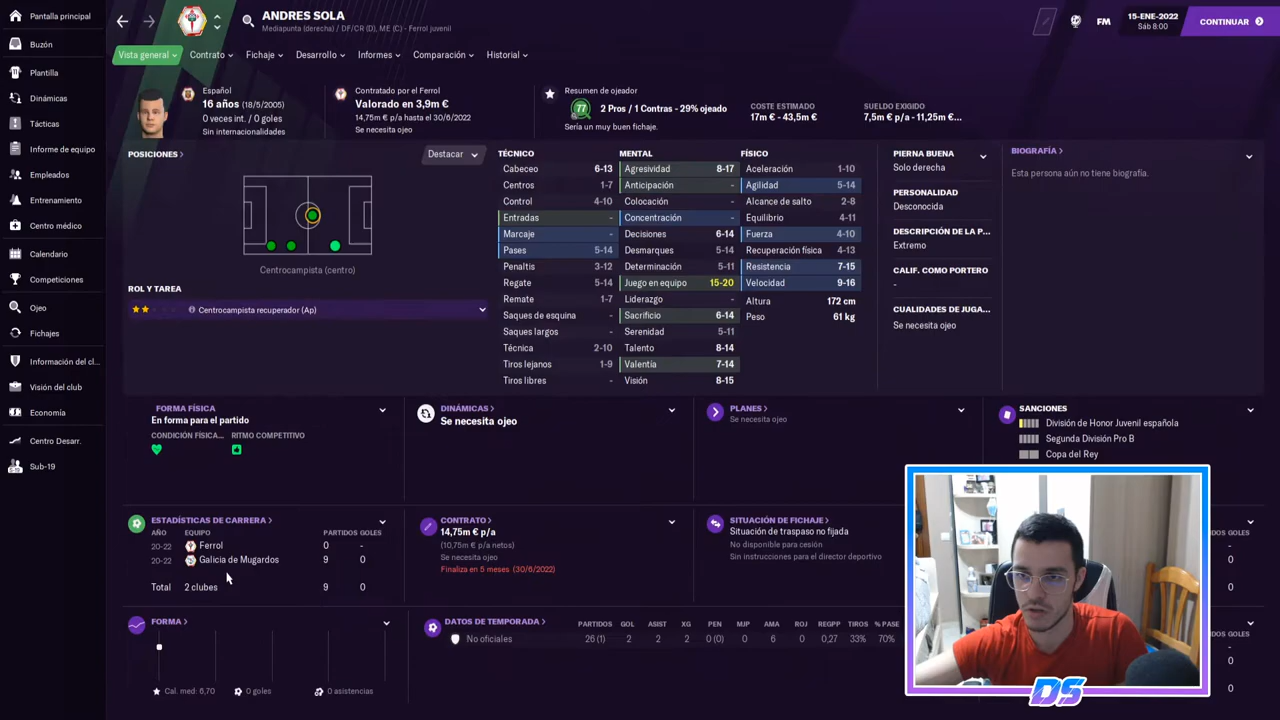 Pantalla principal
Buzón
Plantilla
Dinámicas
Tácticas
Informe de equipo
Empleados
Entrenamiento
Centro médico
Calendario
Competiciones
Ojeo
Fichajes
Información del cl...
Visión del club
Economía
Centro Desarr.
Sub-19
ANDRES SOLA
Mediapunta (derecha) / DF/CR (D), ME (C) - Ferrol juvenil
FM
15-ENE-2022
Sáb 8:00
CONTINUAR
Vista general
Contrato
Fichaje
Desarrollo
Informes
Comparación
Historial
Español
16 años (18/5/2005)
0 veces int. / 0 goles
Sin internacionalidades
Contratado por el Ferrol
Valorado en 3,9m €
14,75m € p/a hasta el 30/6/2022
Se necesita ojeo
Resumen de ojeador
77
2 Pros / 1 Contras - 29% ojeado
Sería un muy buen fichaje.
COSTE ESTIMADO
17m € - 43,5m €
SUELDO EXIGIDO
7,5m € p/a - 11,25m €...
POSICIONES
Destacar
Centrocampista (centro)
ROL Y TAREA
Centrocampista recuperador (Ap)
TÉCNICO
Cabeceo 6-13
Centros 1-7
Control 4-10
Entradas -
Marcaje -
Pases 5-14
Penaltis 3-12
Regate 5-14
Remate 1-7
Saques de esquina -
Saques largos -
Técnica 2-10
Tiros lejanos 1-9
Tiros libres -
MENTAL
Agresividad 8-17
Anticipación -
Colocación -
Concentración -
Decisiones 6-14
Desmarques 5-14
Determinación 5-11
Juego en equipo 15-20
Liderazgo -
Sacrificio 6-14
Serenidad 5-11
Talento 8-14
Valentía 7-14
Visión 8-15
FÍSICO
Aceleración 1-10
Agilidad 5-14
Alcance de salto 2-8
Equilibrio 4-11
Fuerza 4-10
Recuperación física 4-13
Resistencia 7-15
Velocidad 9-16
Altura 172 cm
Peso 61 kg
PIERNA BUENA
Solo derecha
PERSONALIDAD
Desconocida
DESCRIPCIÓN DE LA P...
Extremo
CALIF. COMO PORTERO
-
CUALIDADES DE JUGA...
Se necesita ojeo
BIOGRAFÍA
Esta persona aún no tiene biografía.
FORMA FÍSICA
En forma para el partido
CONDICIÓN FÍSICA... RITMO COMPETITIVO
DINÁMICAS
Se necesita ojeo
PLANES
Se necesita ojeo
SANCIONES
División de Honor Juvenil española
Segunda División Pro B
Copa del Rey
ESTADÍSTICAS DE CARRERA
AÑO EQUIPO PARTIDOS GOLES
20-22 Ferrol 0 -
20-22 Galicia de Mugardos 9 0
Total 2 clubes 9 0
CONTRATO
14,75m € p/a
(10,75m € p/a netos)
Se necesita ojeo
Finaliza en 5 meses (30/6/2022)
SITUACIÓN DE FICHAJE
Situación de traspaso no fijada
No disponible para cesión
Sin instrucciones para el director deportivo
GOLES
-
0
0
FORMA
Cal. med: 6,70
0 goles
0 asistencias
DATOS DE TEMPORADA
PARTIDOS GOL ASIST XG PEN MJP AMA ROJ REGPP TIROS % PASE
No oficiales 26 (1) 2 2 2 0 (0) 0 6 0 0,27 33% 70%
GOLES
-
0
0
DS